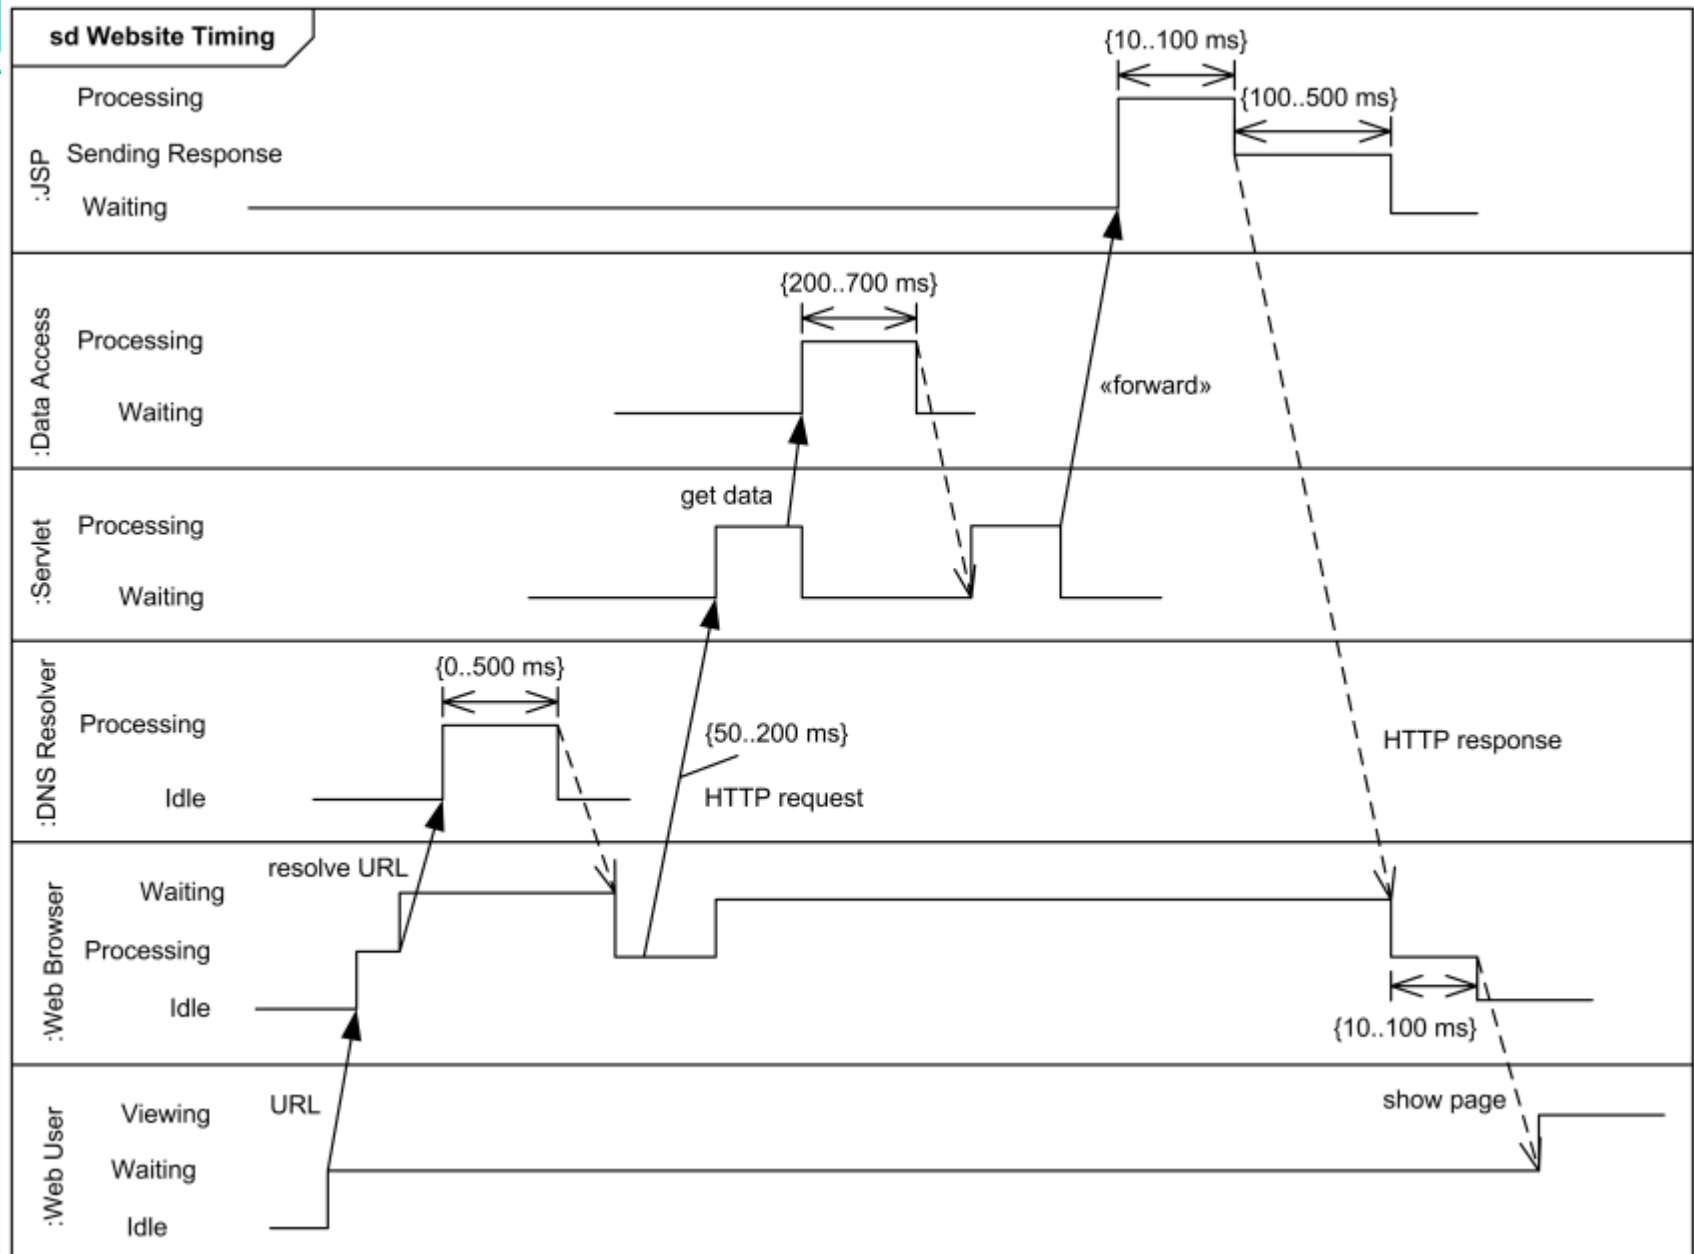 sd Website Timing
{10..100 ms}
Processing
{100..500 ms}
:JSP
Sending Response
Waiting
{200..700 ms}
:Data Access
Processing
«forward»
Waiting
get data
:Servlet
Processing
Waiting
{0..500 ms}
:DNS Resolver
Processing
{50..200 ms}
HTTP response
Idle
HTTP request
resolve URL
:Web Browser
Waiting
Processing
Idle
{10..100 ms}
:Web User
URL
show page
Viewing
Waiting
Idle